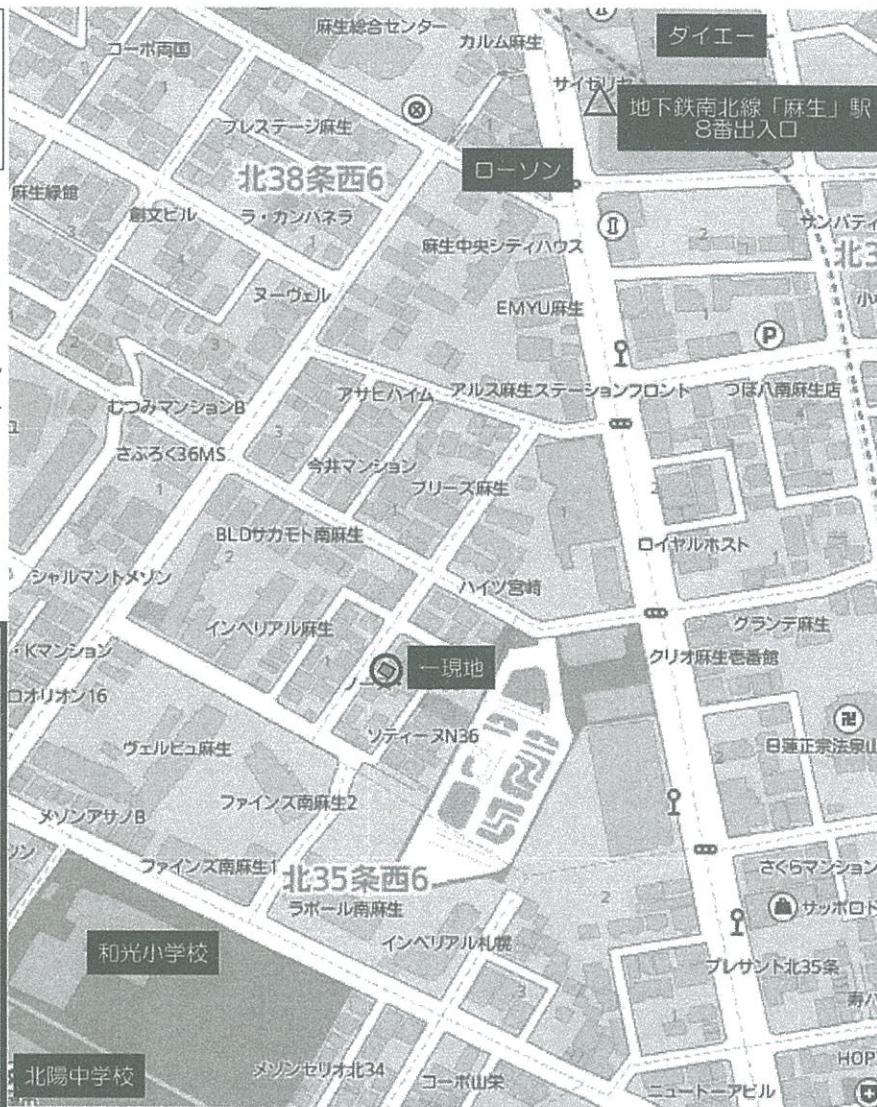 麻生総合センター
カルム麻生
ダイエー
コーポ両国
サイゼリヤ
地下鉄南北線「麻生」駅
8番出入口
プレステージ麻生
北38条西6
ローソン
麻生緑館
創文ビル
ラ・カンパネラ
麻生中央シティハウス
サンパティ
北3
ヌーヴェル
EMYU麻生
P
むつみマンションB
アサヒハイム
アルス麻生ステーションフロント
つぼ八南麻生店
さぶろく36MS
今井マンション
ブリーズ麻生
BLDサカモト南麻生
ロイヤルホスト
シャルマントメゾン
ハイツ宮崎
グランデ麻生
インペリアル麻生
・Kマンション
←現地
クリオ麻生壱番館
ロオリオン16
ソティーヌN36
日蓮正宗法泉山
ヴェルビュ麻生
メゾンアサノB
ファインズ南麻生2
ファインズ南麻生1
北35条西6
さくらマンション
ラポール南麻生
サッポロド
和光小学校
インペリアル札幌
プレサント北35条
北陽中学校
メゾンセリオ北34
コーポ山栄
HOP
ニュートーアビル